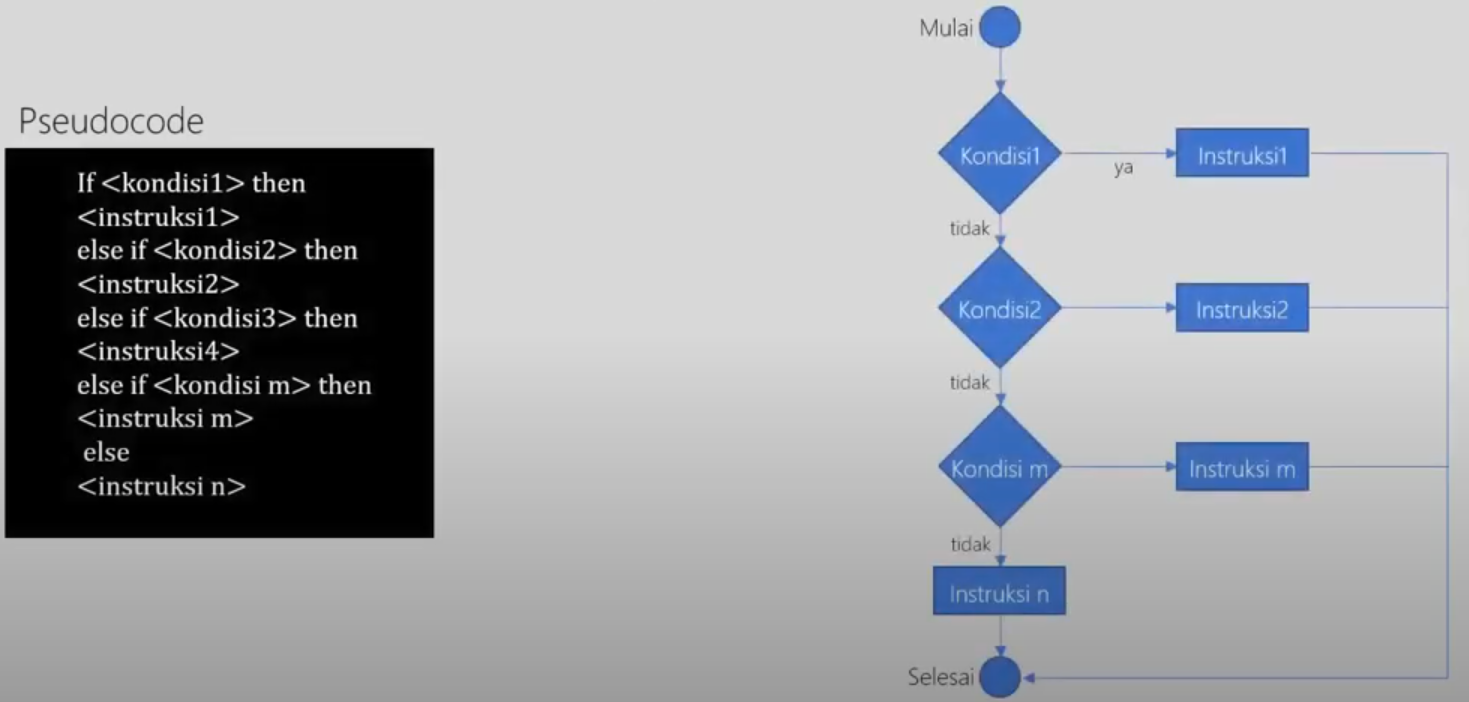 Pseudocode
If <kondisi1> then
<instruksi1>
else if <kondisi2> then
<instruksi2>
else if <kondisi3> then
<instruksi4>
else if <kondisi m> then
<instruksi m>
else
<instruksi n>
Mulai
Kondisi1
ya
Instruksi1
tidak
Kondisi2
Instruksi2
tidak
Kondisi m
Instruksi m
tidak
Instruksi n
Selesai